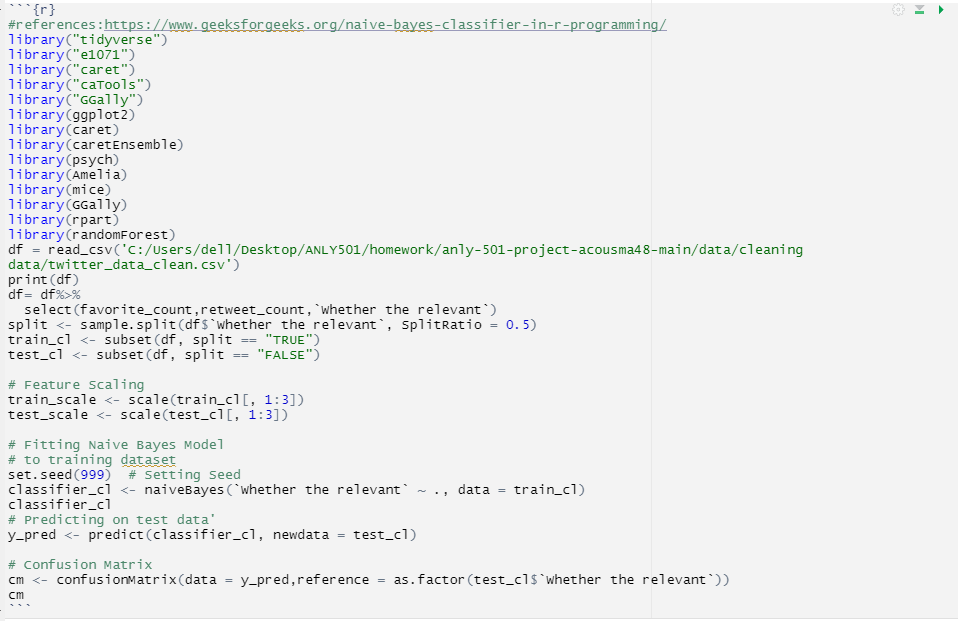 ```{r}
#references:https://www.geeksforgeeks.org/naive-bayes-classifier-in-r-programming/
library("tidyverse")
library("e1071")
library("caret")
library("caTools")
library("GGally")
library(ggplot2)
library(caret)
library(caretEnsemble)
library(psych)
library(Amelia)
library(mice)
library(GGally)
library(rpart)
library(randomForest)
df = read_csv('C:/Users/dell/Desktop/ANLY501/homework/anly-501-project-acousma48-main/data/cleaning
data/twitter_data_clean.csv')
print(df)
df= df%>%
  select(favorite_count,retweet_count,`Whether the relevant`)
split <- sample.split(df$`Whether the relevant`, SplitRatio = 0.5)
train_cl <- subset(df, split == "TRUE")
test_cl <- subset(df, split == "FALSE")

# Feature Scaling
train_scale <- scale(train_cl[, 1:3])
test_scale <- scale(test_cl[, 1:3])

# Fitting Naive Bayes Model
# to training dataset
set.seed(999)  # Setting Seed
classifier_cl <- naiveBayes(`Whether the relevant` ~ ., data = train_cl)
classifier_cl
# Predicting on test data'
y_pred <- predict(classifier_cl, newdata = test_cl)

# Confusion Matrix
cm <- confusionMatrix(data = y_pred,reference = as.factor(test_cl$`Whether the relevant`))
cm
```